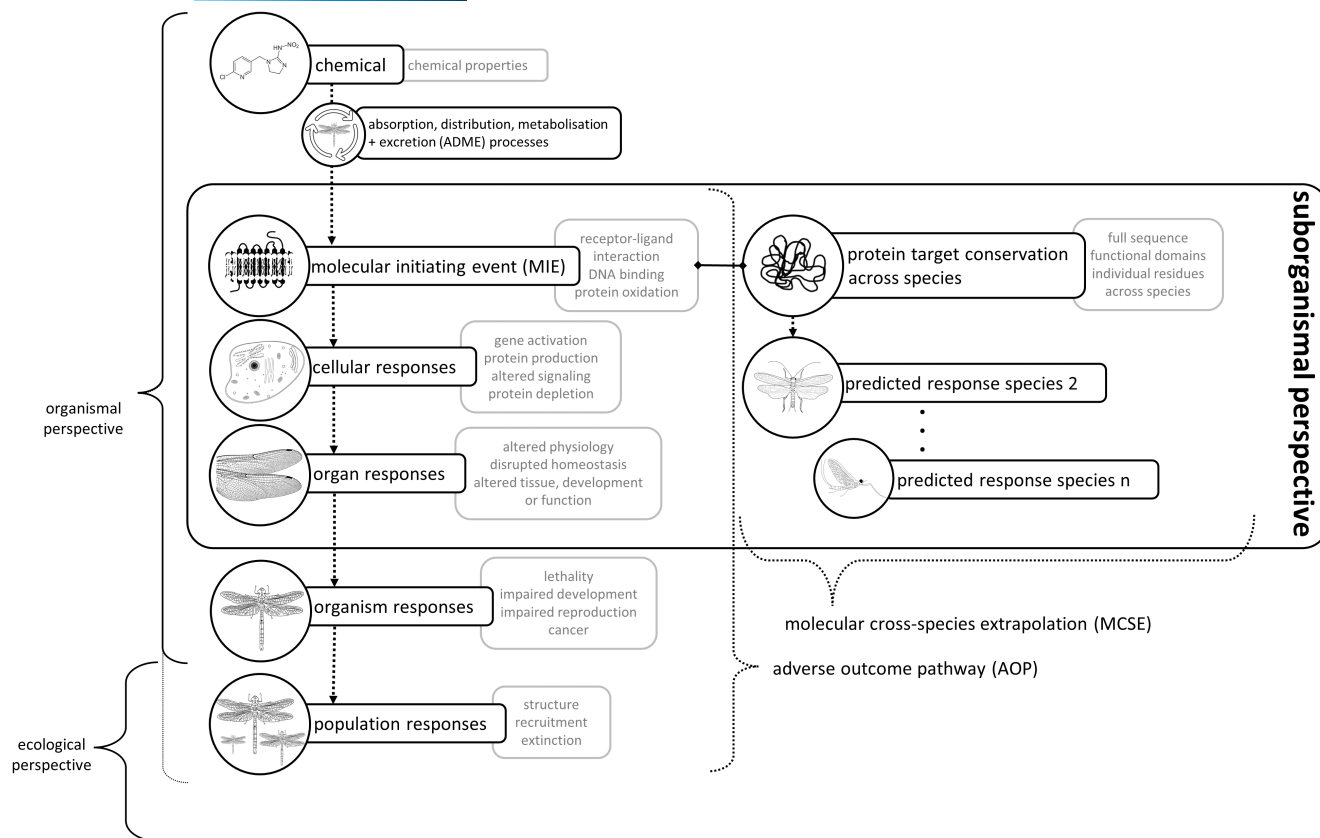 HN
NO₂
N
N
Cl
N
chemical
chemical properties
absorption, distribution, metabolisation
+ excretion (ADME) processes
suborganismal perspective
molecular initiating event (MIE)
receptor-ligand
interaction
DNA binding
protein oxidation
protein target conservation
across species
full sequence
functional domains
individual residues
across species
cellular responses
gene activation
protein production
altered signaling
protein depletion
predicted response species 2
organismal
perspective
organ responses
altered physiology
disrupted homeostasis
altered tissue, development
or function
predicted response species n
organism responses
lethality
impaired development
impaired reproduction
cancer
molecular cross-species extrapolation (MCSE)
adverse outcome pathway (AOP)
population responses
structure
recruitment
extinction
ecological
perspective